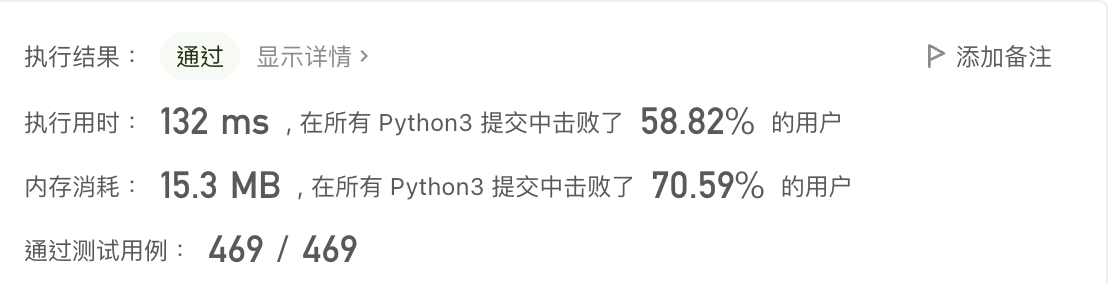 执行结果： 通过 显示详情 > 添加备注
执行用时： 132 ms , 在所有 Python3 提交中击败了 58.82% 的用户
内存消耗： 15.3 MB , 在所有 Python3 提交中击败了 70.59% 的用户
通过测试用例： 469 / 469